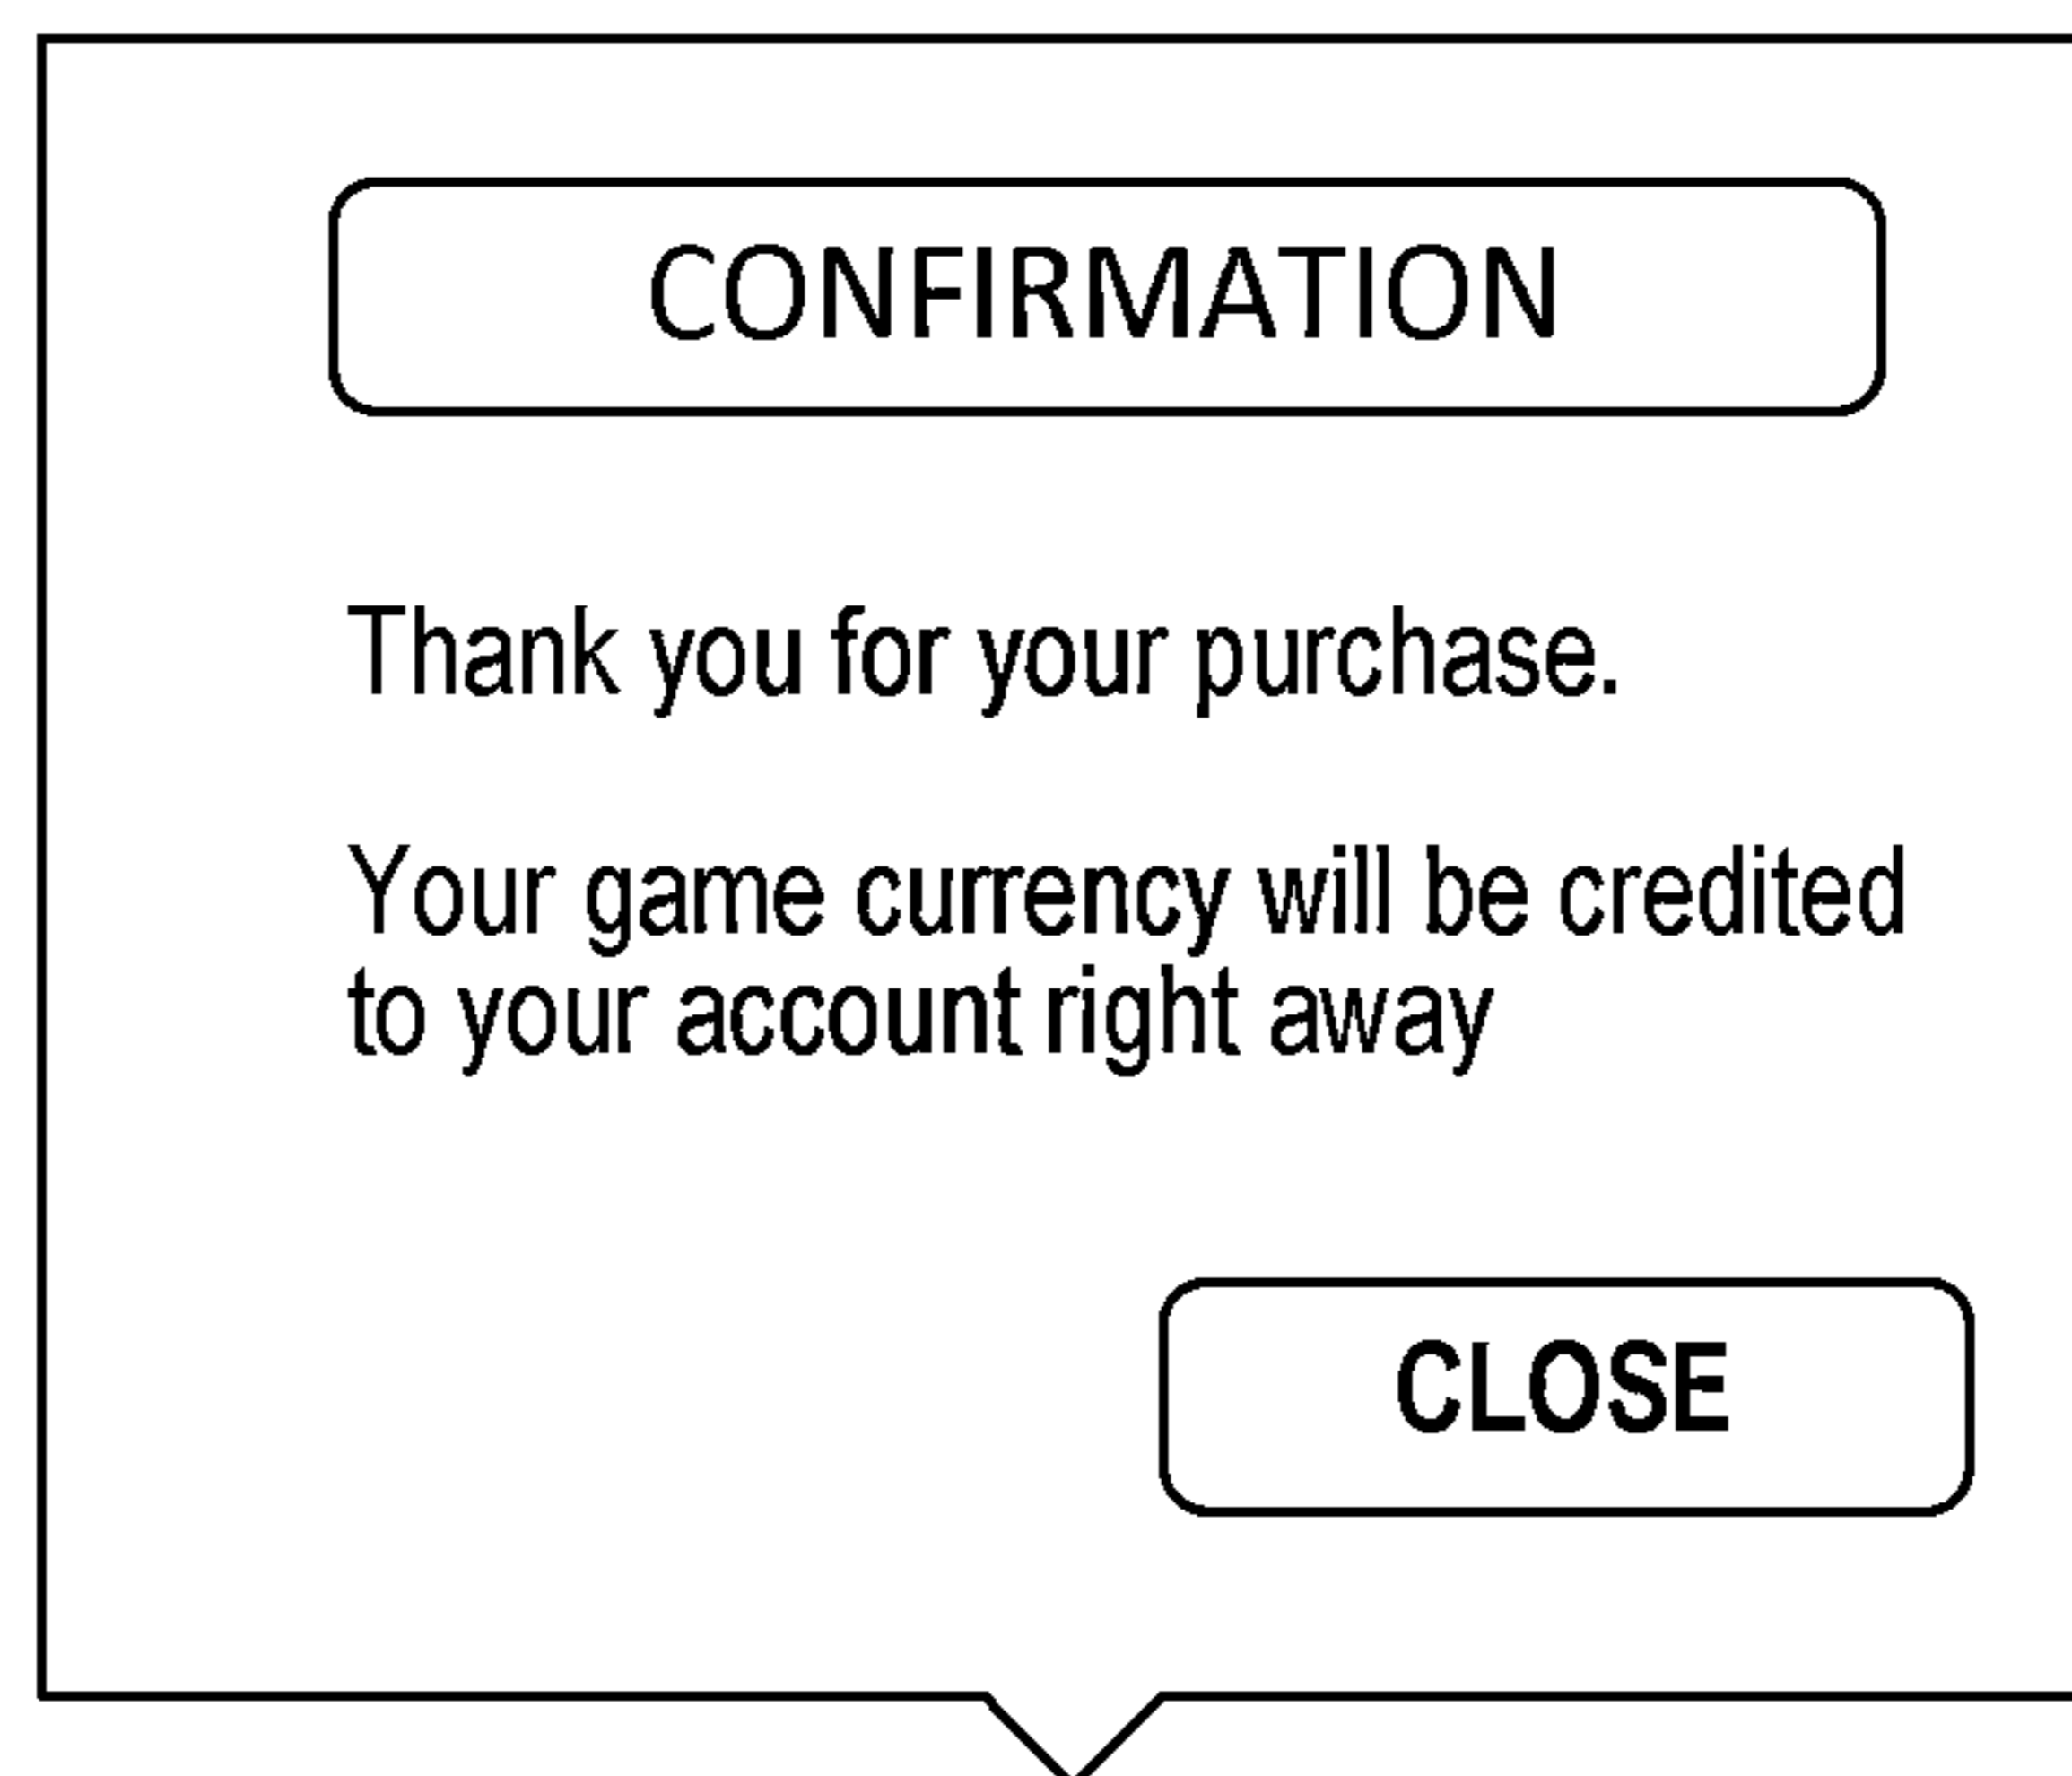 CONFIRMATION
Thank you for your purchase.
Your game currency will be credited
to your account right away
CLOSE